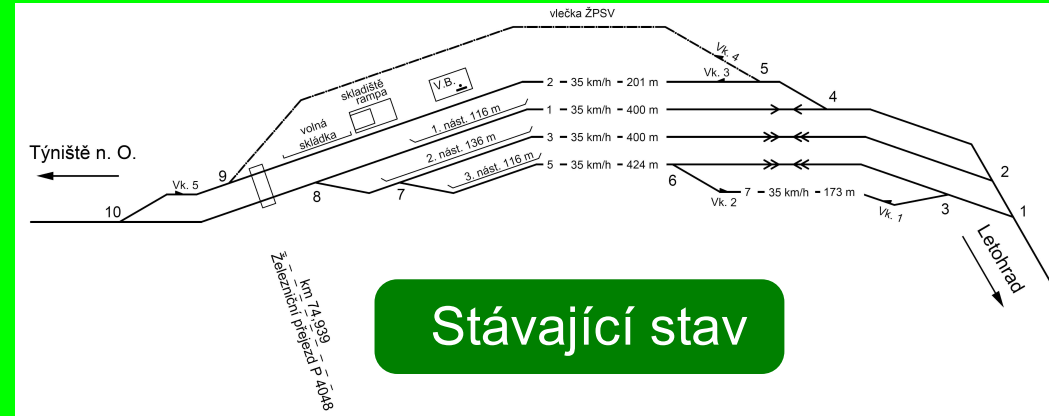 vlečka ŽPSV
Vk. 4
5
Vk. 3
4
skladiště
rampa
V.B.
2 35 km/h 201 m
1 35 km/h 400 m
3 35 km/h 400 m
5 35 km/h 424 m
7 35 km/h 173 m
volná
skládka
1. nást. 116 m
2. nást. 136 m
3. nást. 116 m
Týniště n. O.
Vk. 5
9
10
8
7
6
Vk. 2
Vk. 1
3
2
1
Letohrad
km 74,939
Železniční přejezd P 4048
Stávající stav